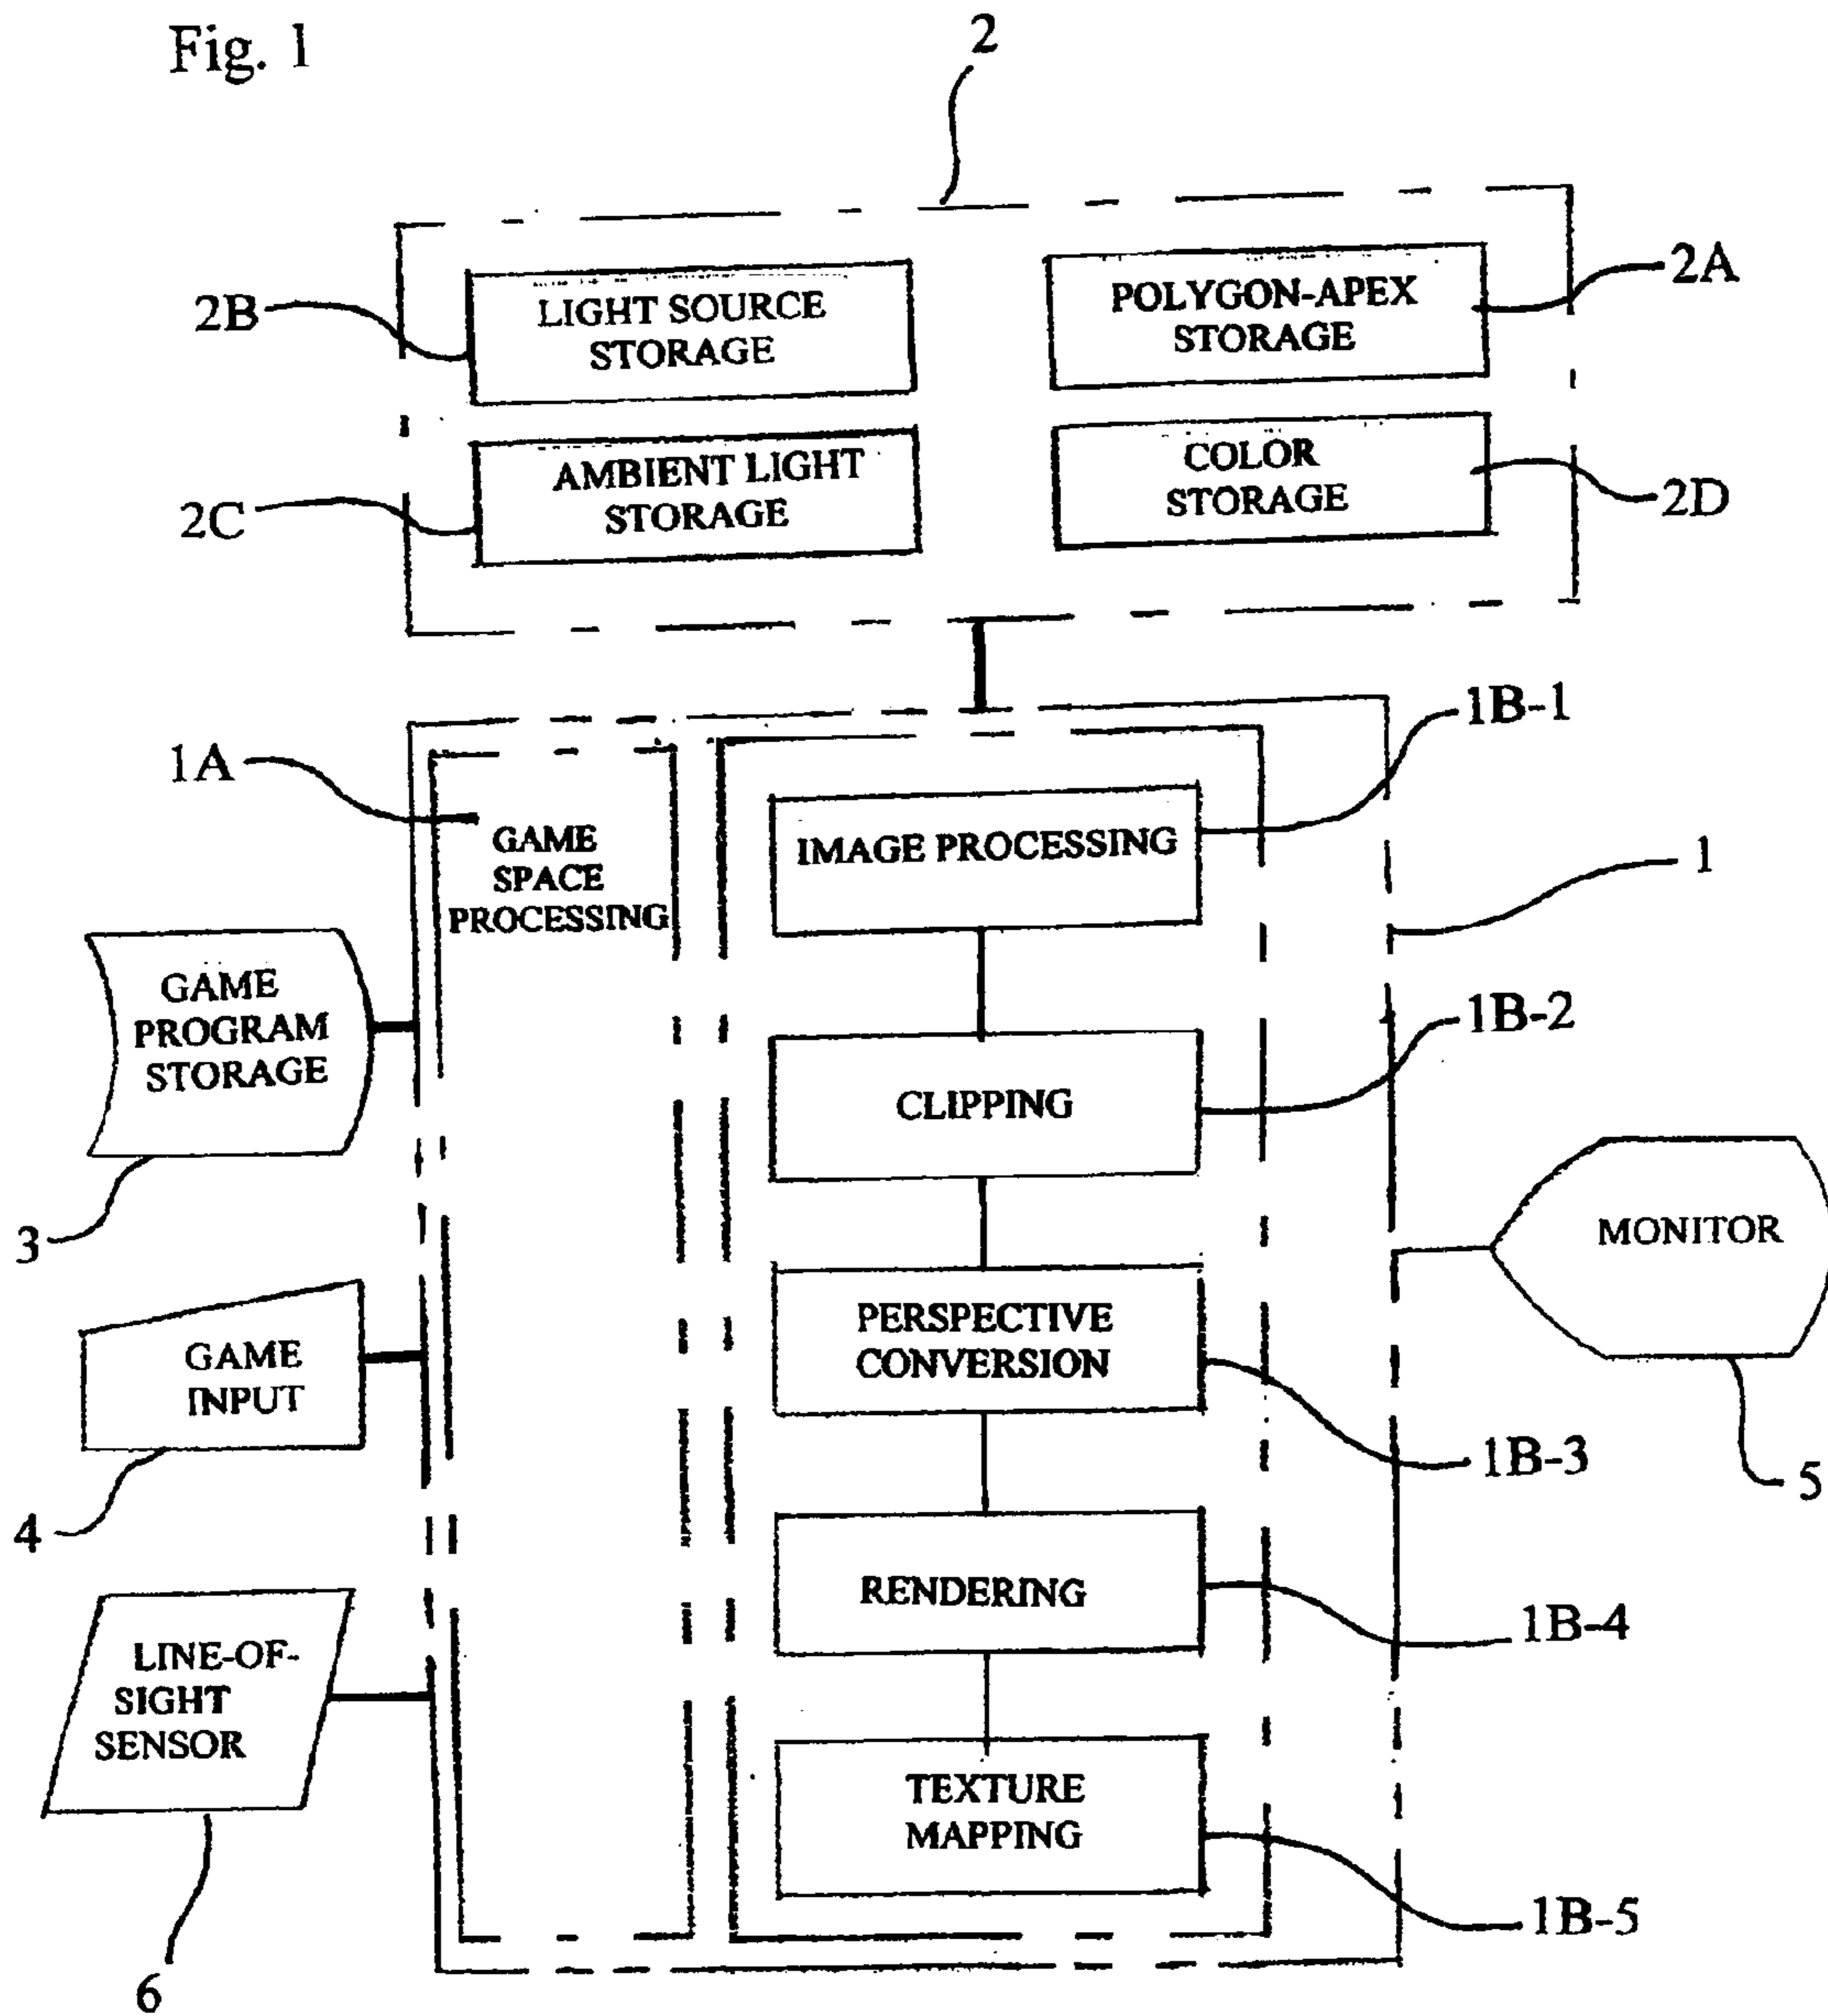 Fig. 1
2
2B
LIGHT SOURCE
STORAGE
POLYGON-APEX
STORAGE
2A
2C
AMBIENT LIGHT
STORAGE
COLOR
STORAGE
2D
1A
GAME
SPACE
PROCESSING
IMAGE PROCESSING
1B-1
1
GAME
PROGRAM
STORAGE
3
CLIPPING
1B-2
MONITOR
5
GAME
INPUT
4
PERSPECTIVE
CONVERSION
1B-3
RENDERING
1B-4
LINE-OF-
SIGHT
SENSOR
6
TEXTURE
MAPPING
1B-5